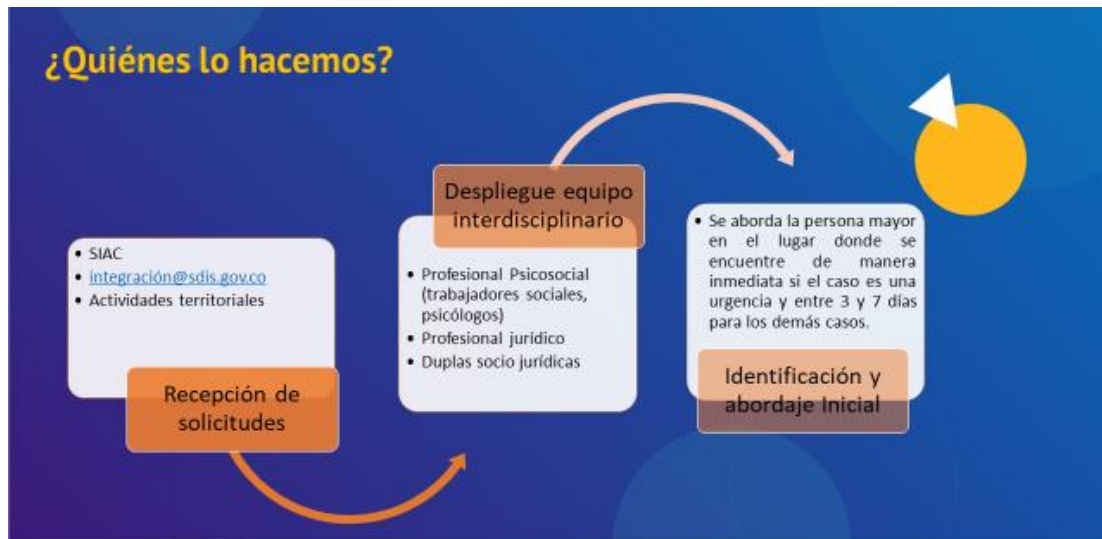 ¿Quiénes lo hacemos?
• SIAC
• integración@sdis.gov.co
• Actividades territoriales
Recepción de
solicitudes
Despliegue equipo
interdisciplinario
• Profesional Psicosocial
(trabajadores sociales,
psicólogos)
• Profesional jurídico
• Duplas socio jurídicas
• Se aborda la persona mayor
en el lugar donde se
encuentre de manera
inmediata si el caso es una
urgencia y entre 3 y 7 días
para los demás casos.
Identificación y
abordaje Inicial